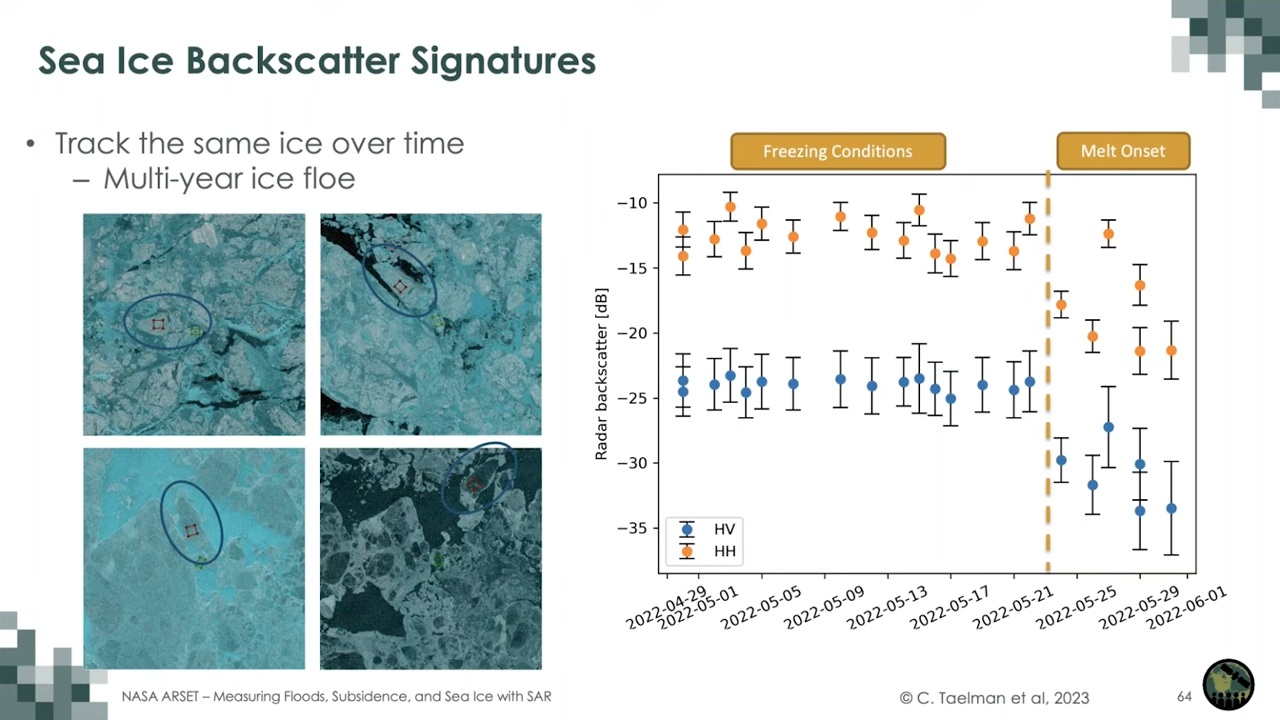 Sea Ice Backscatter Signatures
• Track the same ice over time
– Multi-year ice floe
Freezing Conditions
Melt Onset
Radar backscatter [dB]
−10
−15
−20
−25
−30
−35
HV
HH
2022-04-29
2022-05-01
2022-05-05
2022-05-09
2022-05-13
2022-05-17
2022-05-21
2022-05-25
2022-05-29
2022-06-01
NASA ARSET – Measuring Floods, Subsidence, and Sea Ice with SAR
© C. Taelman et al, 2023
64